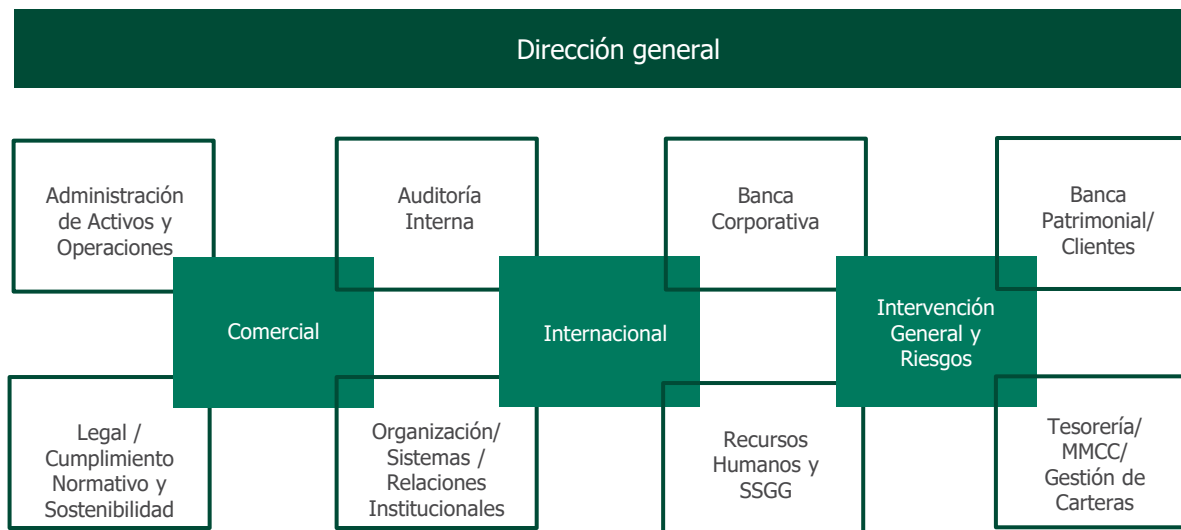 Dirección general
Administración
de Activos y
Operaciones
Auditoría
Interna
Banca
Corporativa
Banca
Patrimonial/
Clientes
Comercial
Internacional
Intervención
General y
Riesgos
Legal /
Cumplimiento
Normativo y
Sostenibilidad
Organización/
Sistemas /
Relaciones
Institucionales
Recursos
Humanos y
SSGG
Tesorería/
MMCC/
Gestión de
Carteras